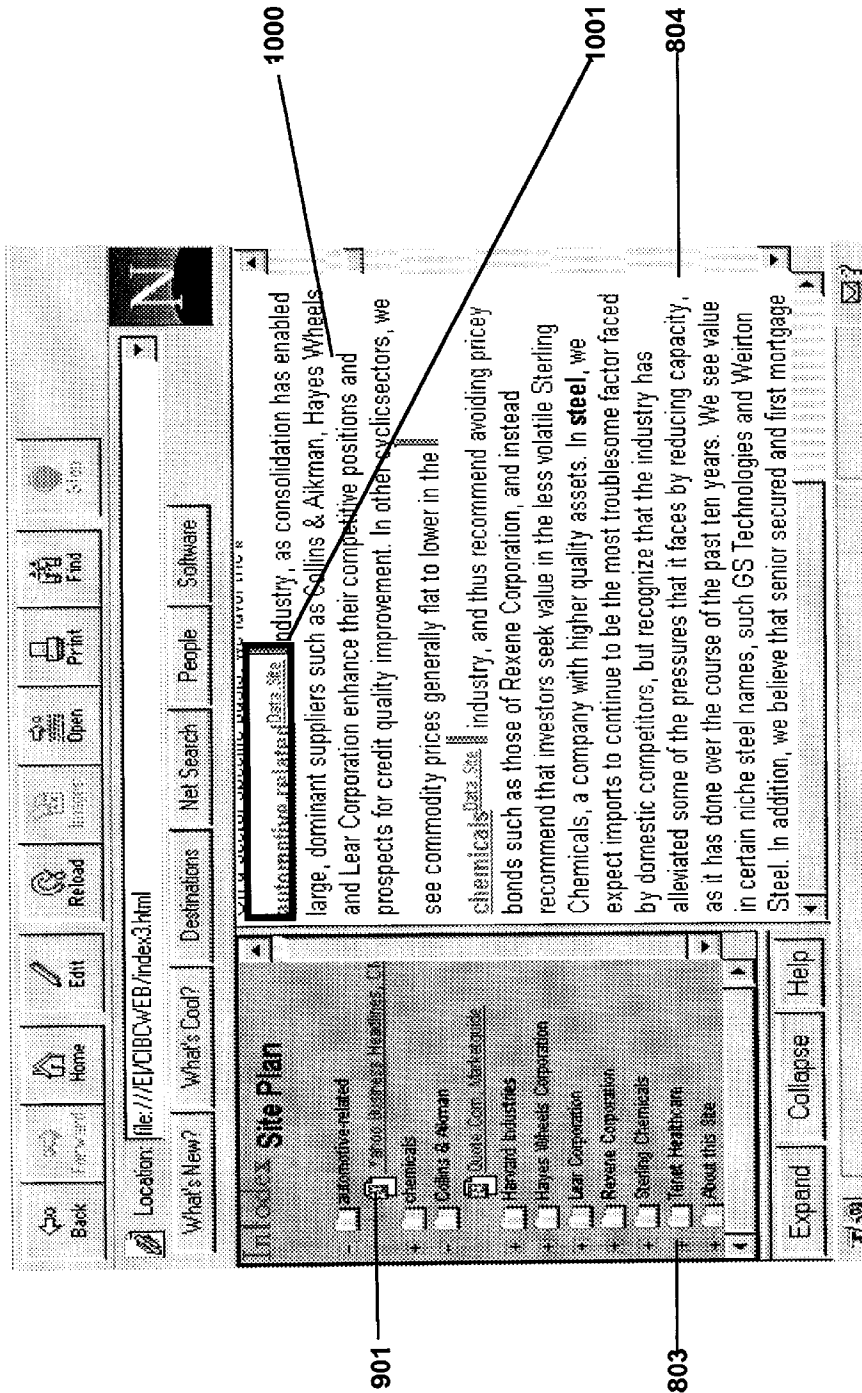 Back Forward Home Edit Reload Images Open Print Find Stop
Location: file:///E|/CIBCWEB/index3.html
N
What's New? What's Cool? Destinations Net Search People Software
Infodex Site Plan
- automotive-related
Yahoo Business Headlines,
+ chemicals
- Collins & Aikman
Quote.Com Marketguide
+ Harvard Industries
+ Hayes Wheels Corporation
+ Lear Corporation
+ Rexene Corporation
+ Sterling Chemicals
+ Tenet Healthcare
+ About this Site
Expand Collapse Help
automotive related Data Site industry, as consolidation has enabled
large, dominant suppliers such as Collins & Aikman, Hayes Wheels
and Lear Corporation enhance their competitive positions and
prospects for credit quality improvement. In other cyclicsectors, we
see commodity prices generally flat to lower in the
chemicals Data Site industry, and thus recommend avoiding pricey
bonds such as those of Rexene Corporation, and instead
recommend that investors seek value in the less volatile Sterling
Chemicals, a company with higher quality assets. In steel, we
expect imports to continue to be the most troublesome factor faced
by domestic competitors, but recognize that the industry has
alleviated some of the pressures that it faces by reducing capacity,
as it has done over the course of the past ten years. We see value
in certain niche steel names, such GS Technologies and Weirton
Steel. In addition, we believe that senior secured and first mortgage
901
803
1000
1001
804